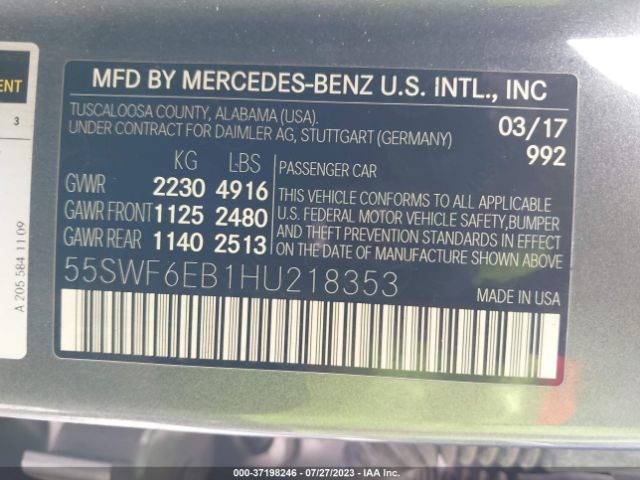 ENT
3
A 205 584 11 09
MFD BY MERCEDES-BENZ U.S. INTL., INC
TUSCALOOSA COUNTY, ALABAMA (USA).
UNDER CONTRACT FOR DAIMLER AG, STUTTGART (GERMANY)
03/17
992
KG LBS
GVWR 2230 4916
GAWR FRONT 1125 2480
GAWR REAR 1140 2513
PASSENGER CAR
THIS VEHICLE CONFORMS TO ALL APPLICABLE
U.S. FEDERAL MOTOR VEHICLE SAFETY,BUMPER
AND THEFT PREVENTION STANDARDS IN EFFECT
ON THE DATE OF MANUFACTURE SHOWN ABOVE.
55SWF6EB1HU218353
MADE IN USA
000-37198246 / 07/27/2023 - IAA Inc.